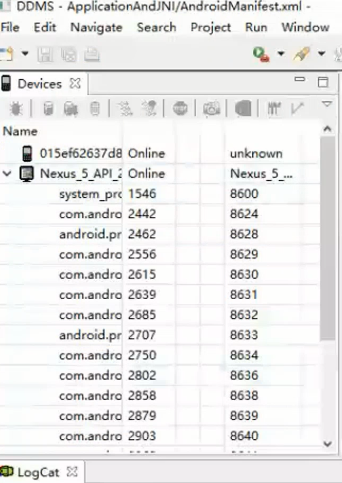 DDMS - ApplicationAndJNI/AndroidManifest.xml -
File Edit Navigate Search Project Run Window
Devices
Name
015ef62637d8 Online unknown
Nexus_5_API_2 Online Nexus_5_...
system_pro 1546 8600
com.andro 2442 8624
android.pr 2462 8628
com.andro 2556 8629
com.andro 2615 8630
com.andro 2639 8631
com.andro 2685 8632
android.pr 2707 8633
com.andro 2750 8634
com.andro 2802 8636
com.andro 2858 8638
com.andro 2879 8639
com.andro 2903 8640
LogCat